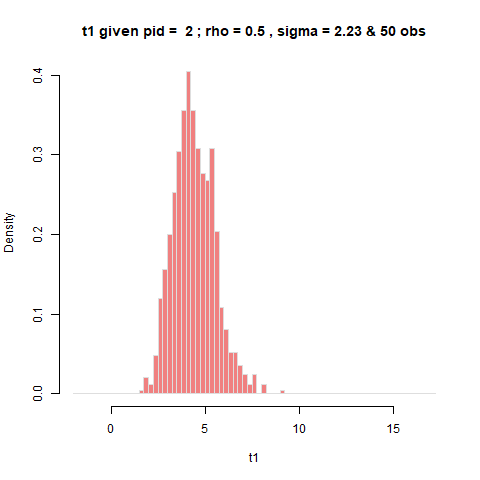 t1 given pid =  2 ; rho = 0.5 , sigma = 2.23 & 50 obs
Density
0.4
0.3
0.2
0.1
0.0
0 5 10 15
t1